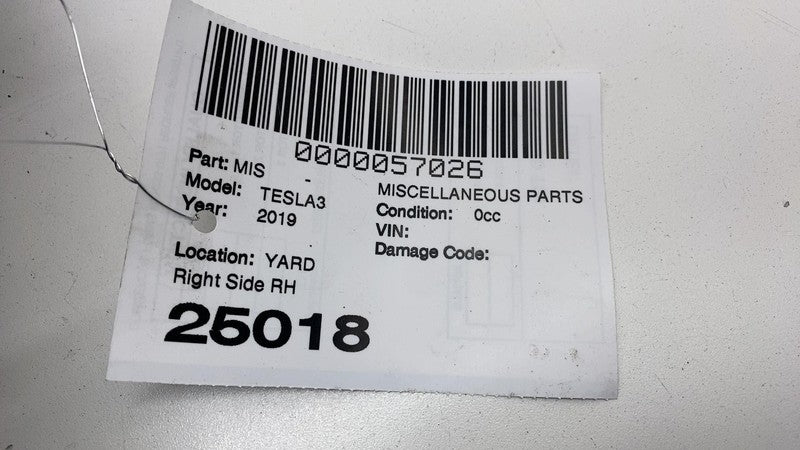 0000057026
Part: MIS -
MISCELLANEOUS PARTS
Model: TESLA3
Condition: 0cc
Year: 2019
VIN:
Damage Code:
Location: YARD
Right Side RH
25018